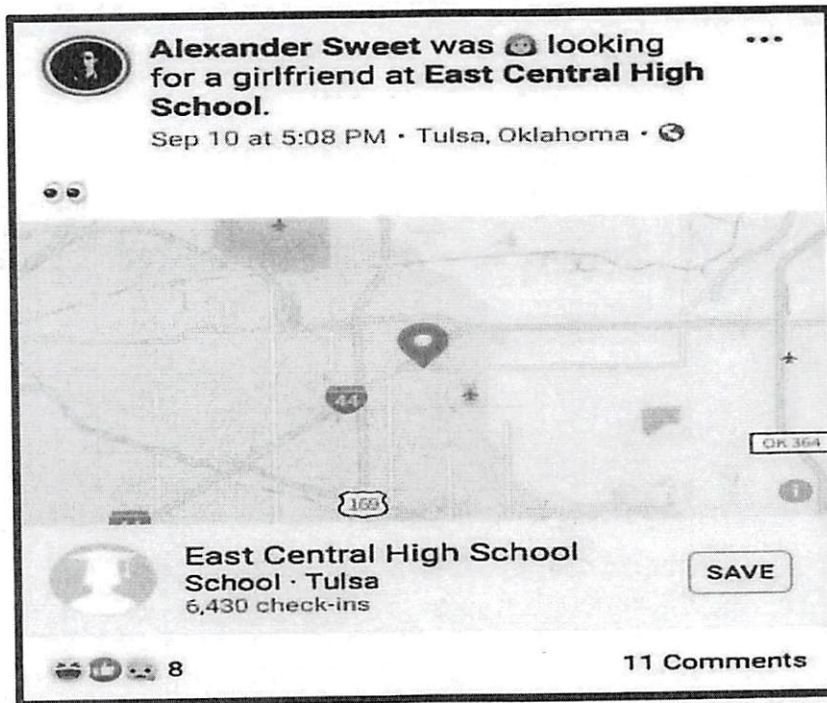 Alexander Sweet was looking
for a girlfriend at East Central High
School.
Sep 10 at 5:08 PM · Tulsa, Oklahoma ·
44
OK 364
169
1
East Central High School
School · Tulsa
6,430 check-ins
SAVE
8
11 Comments